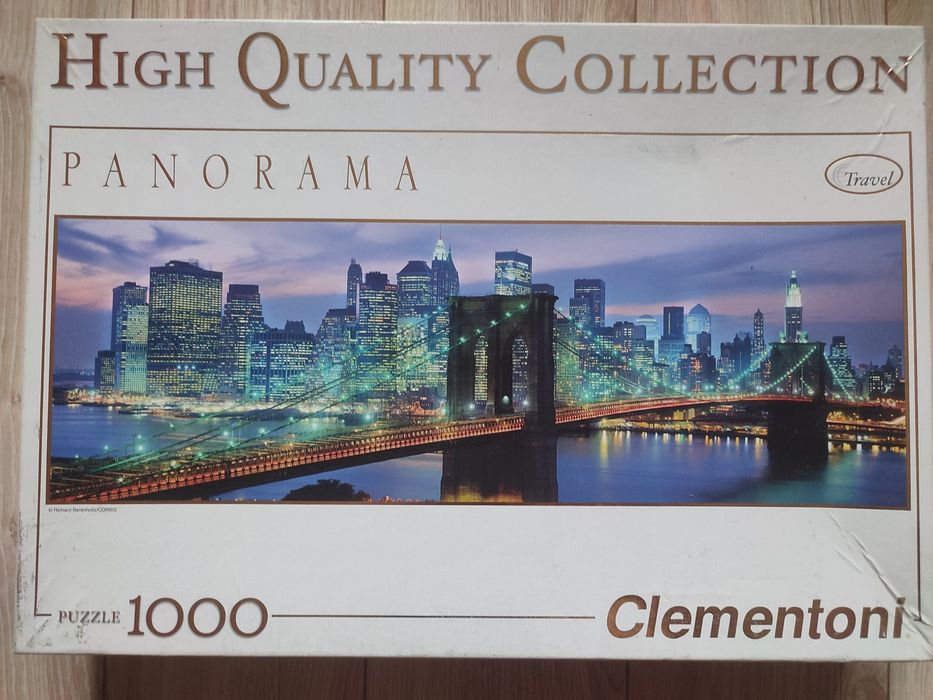 HIGH QUALITY COLLECTION
PANORAMA
Travel
© Richard Berenholtz/CORBIS
PUZZLE 1000
Clementoni